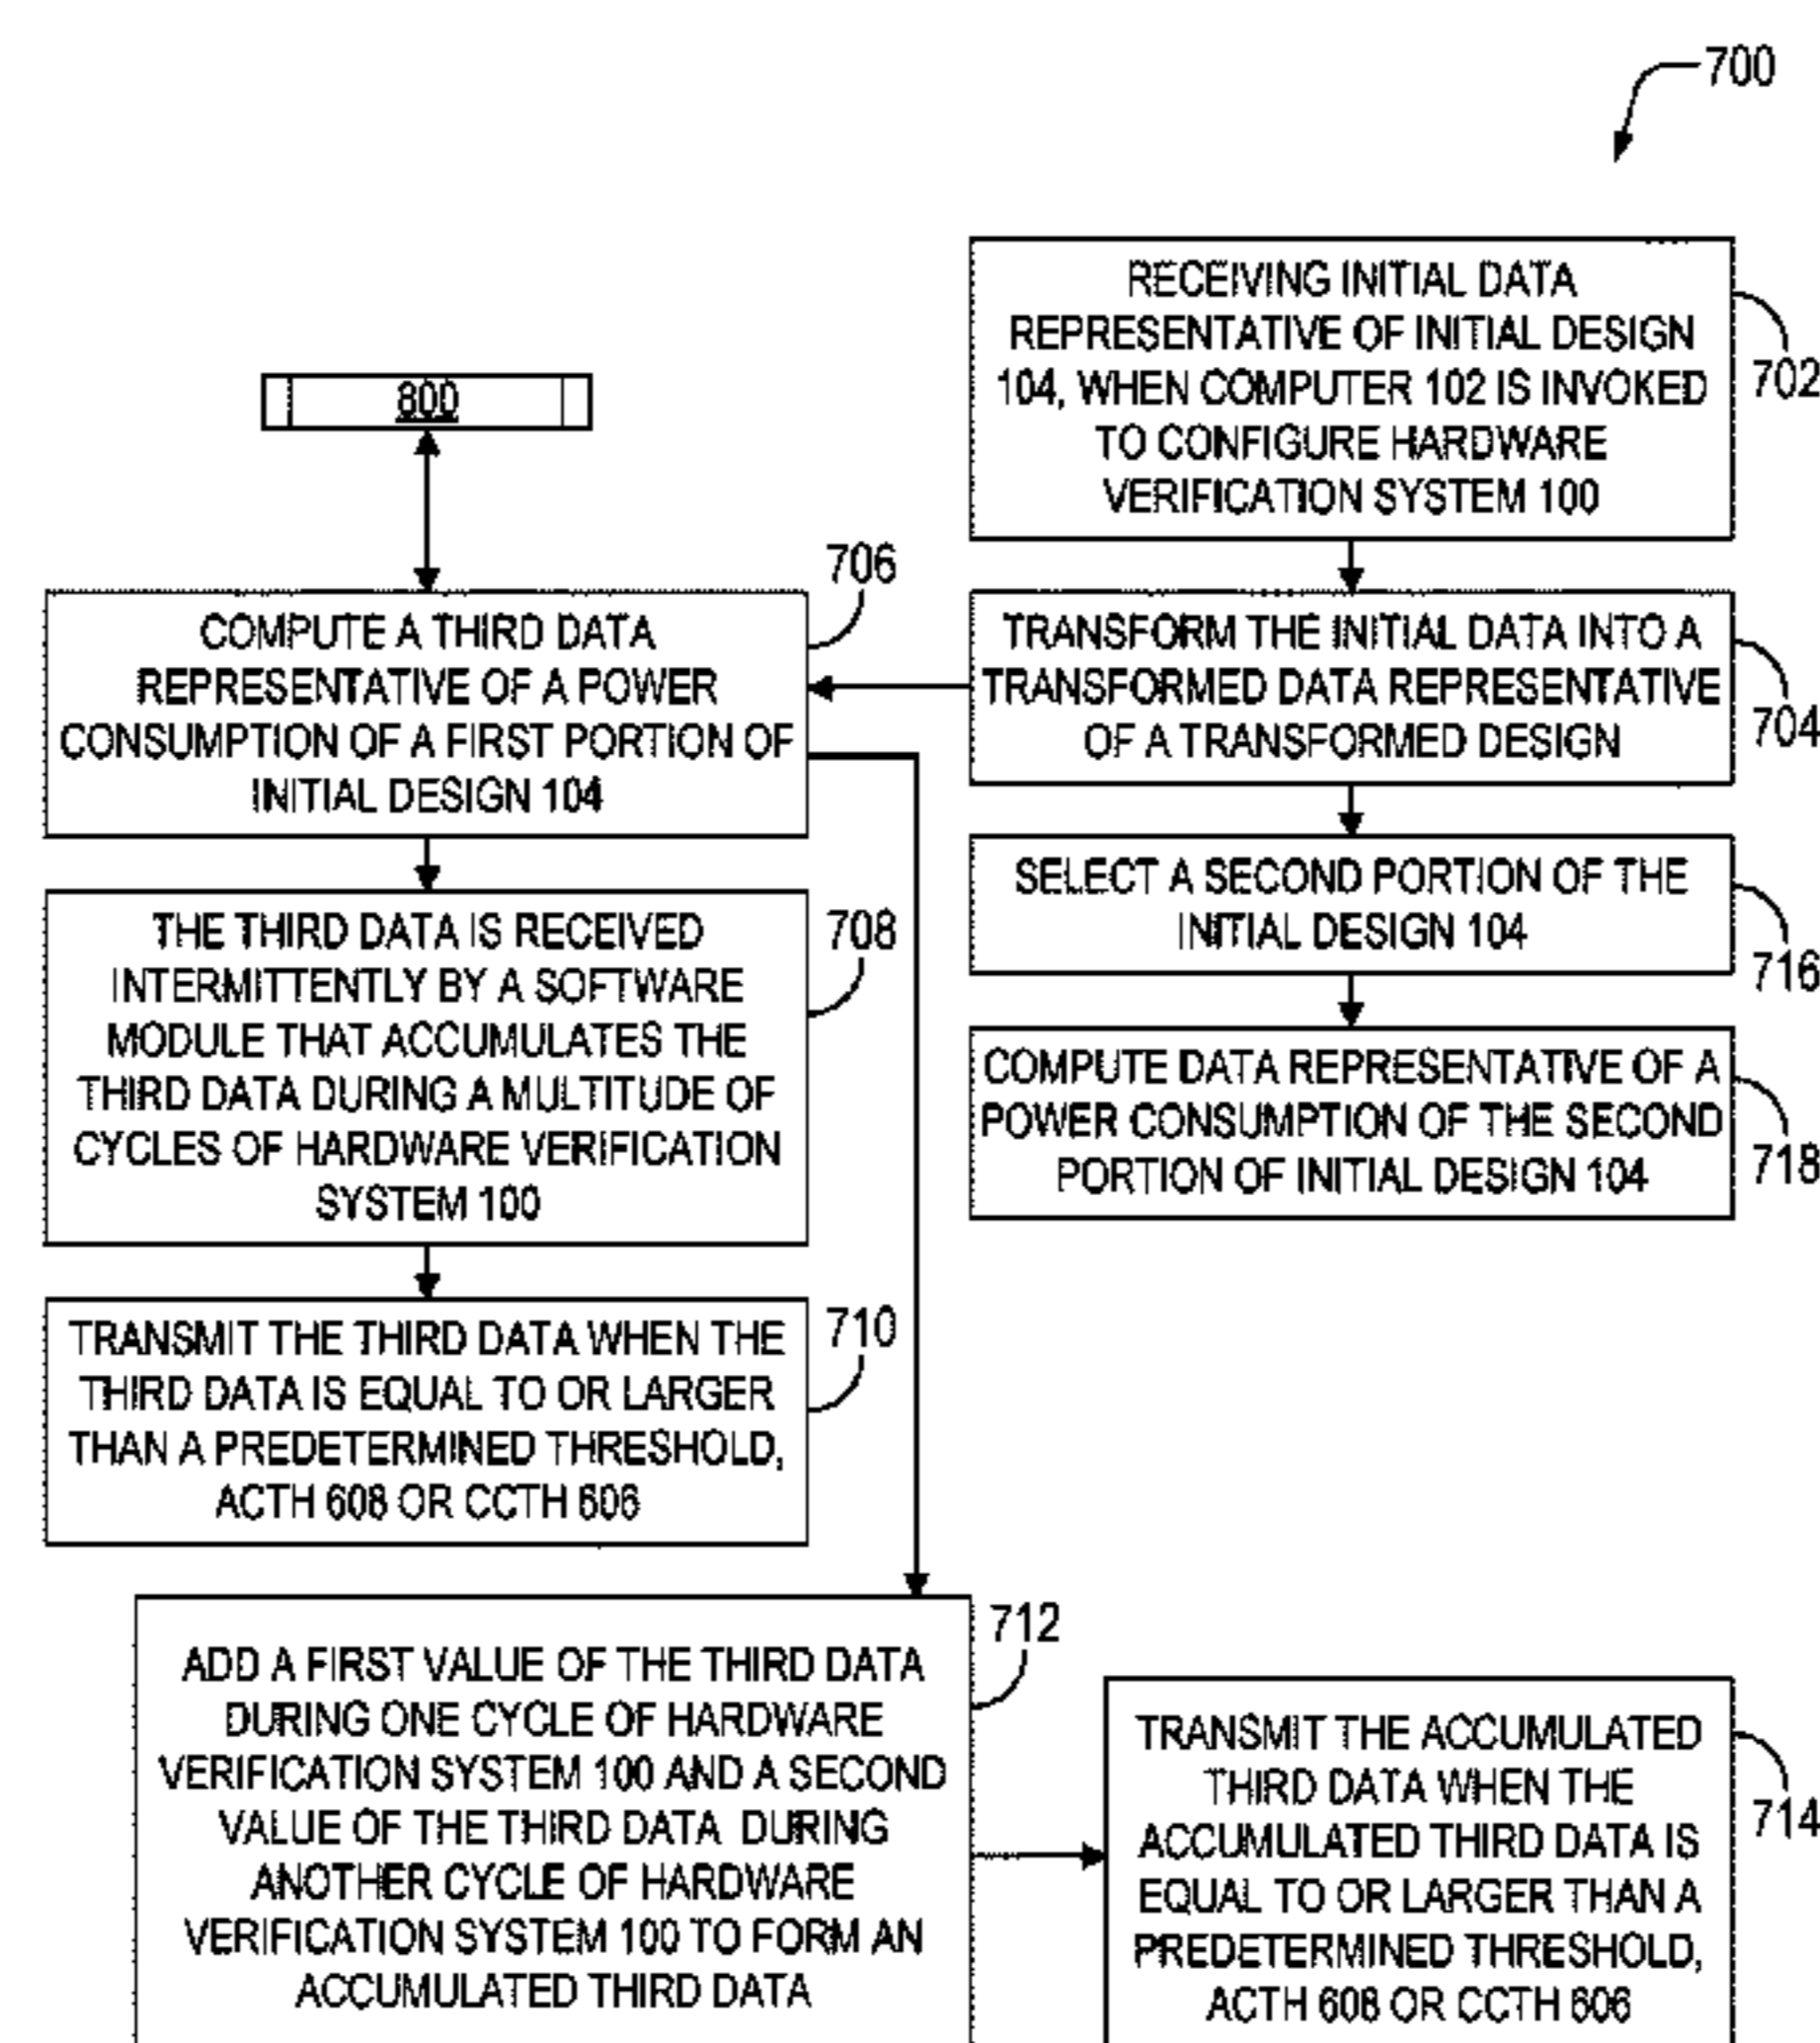 700
RECEIVING INITIAL DATA
REPRESENTATIVE OF INITIAL DESIGN
104, WHEN COMPUTER 102 IS INVOKED
TO CONFIGURE HARDWARE
VERIFICATION SYSTEM 100
702
800
706
COMPUTE A THIRD DATA
REPRESENTATIVE OF A POWER
CONSUMPTION OF A FIRST PORTION OF
INITIAL DESIGN 104
TRANSFORM THE INITIAL DATA INTO A
TRANSFORMED DATA REPRESENTATIVE
OF A TRANSFORMED DESIGN
704
SELECT A SECOND PORTION OF THE
INITIAL DESIGN 104
716
THE THIRD DATA IS RECEIVED
INTERMITTENTLY BY A SOFTWARE
MODULE THAT ACCUMULATES THE
THIRD DATA DURING A MULTITUDE OF
CYCLES OF HARDWARE VERIFICATION
SYSTEM 100
708
COMPUTE DATA REPRESENTATIVE OF A
POWER CONSUMPTION OF THE SECOND
PORTION OF INITIAL DESIGN 104
718
TRANSMIT THE THIRD DATA WHEN THE
THIRD DATA IS EQUAL TO OR LARGER
THAN A PREDETERMINED THRESHOLD,
ACTH 608 OR CCTH 606
710
ADD A FIRST VALUE OF THE THIRD DATA
DURING ONE CYCLE OF HARDWARE
VERIFICATION SYSTEM 100 AND A SECOND
VALUE OF THE THIRD DATA DURING
ANOTHER CYCLE OF HARDWARE
VERIFICATION SYSTEM 100 TO FORM AN
ACCUMULATED THIRD DATA
712
TRANSMIT THE ACCUMULATED
THIRD DATA WHEN THE
ACCUMULATED THIRD DATA IS
EQUAL TO OR LARGER THAN A
PREDETERMINED THRESHOLD,
ACTH 608 OR CCTH 606
714